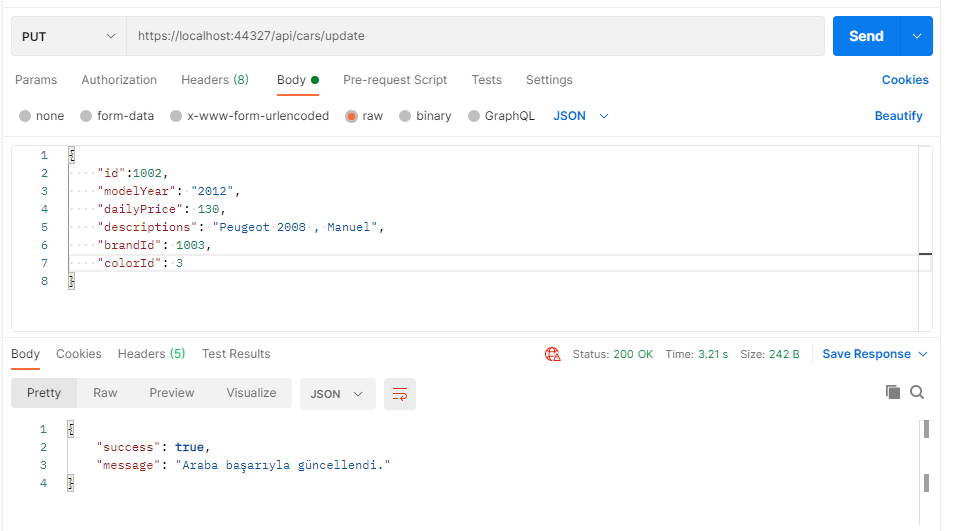 PUT https://localhost:44327/api/cars/update Send
Params Authorization Headers (8) Body Pre-request Script Tests Settings Cookies
none form-data x-www-form-urlencoded raw binary GraphQL JSON Beautify
1 {
2 "id":1002,
3 "modelYear": "2012",
4 "dailyPrice": 130,
5 "descriptions": "Peugeot 2008 , Manuel",
6 "brandId": 1003,
7 "colorId": 3
8 }
Body Cookies Headers (5) Test Results Status: 200 OK Time: 3.21 s Size: 242 B Save Response
Pretty Raw Preview Visualize JSON
1 {
2 "success": true,
3 "message": "Araba başarıyla güncellendi."
4 }